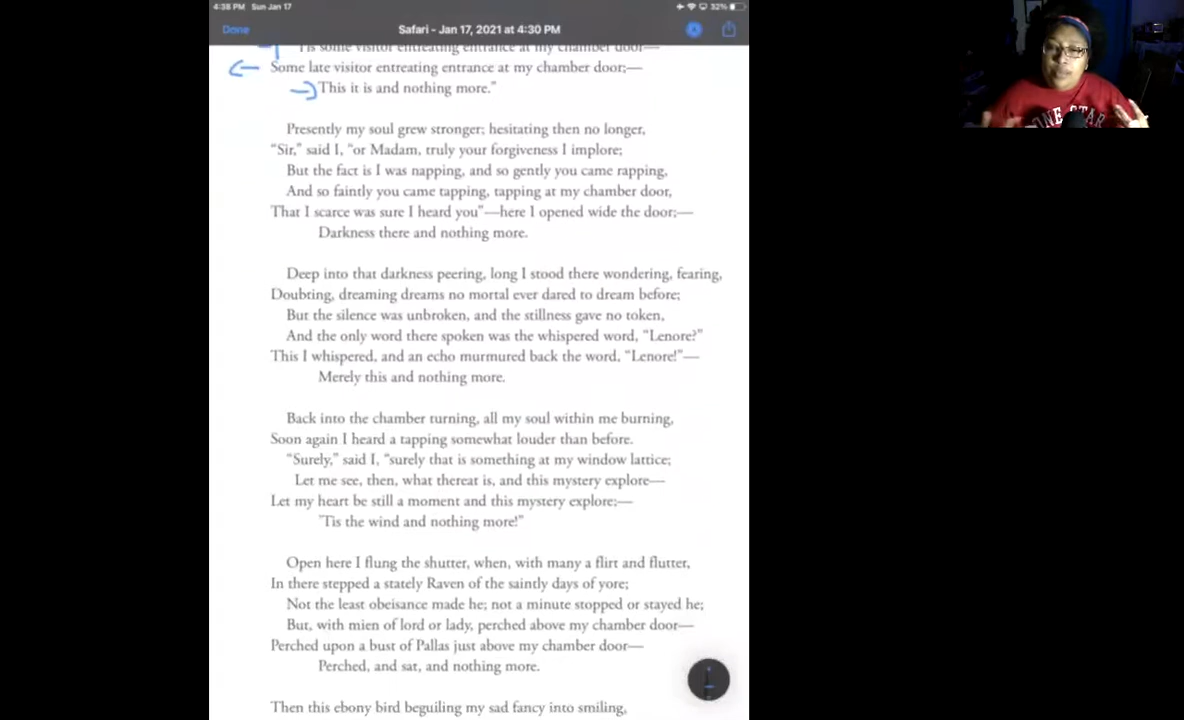 4:38 PM Sun Jan 17
32%
Done
Safari - Jan 17, 2021 at 4:30 PM
'Tis some visitor entreating entrance at my chamber door—
Some late visitor entreating entrance at my chamber door;—
This it is and nothing more."
Presently my soul grew stronger; hesitating then no longer,
"Sir," said I, "or Madam, truly your forgiveness I implore;
But the fact is I was napping, and so gently you came rapping,
And so faintly you came tapping, tapping at my chamber door,
That I scarce was sure I heard you"—here I opened wide the door;—
Darkness there and nothing more.
Deep into that darkness peering, long I stood there wondering, fearing,
Doubting, dreaming dreams no mortal ever dared to dream before;
But the silence was unbroken, and the stillness gave no token,
And the only word there spoken was the whispered word, "Lenore?"
This I whispered, and an echo murmured back the word, "Lenore!"—
Merely this and nothing more.
Back into the chamber turning, all my soul within me burning,
Soon again I heard a tapping somewhat louder than before.
"Surely," said I, "surely that is something at my window lattice;
Let me see, then, what thereat is, and this mystery explore—
Let my heart be still a moment and this mystery explore;—
'Tis the wind and nothing more!"
Open here I flung the shutter, when, with many a flirt and flutter,
In there stepped a stately Raven of the saintly days of yore;
Not the least obeisance made he; not a minute stopped or stayed he;
But, with mien of lord or lady, perched above my chamber door—
Perched upon a bust of Pallas just above my chamber door—
Perched, and sat, and nothing more.
Then this ebony bird beguiling my sad fancy into smiling,
STAR